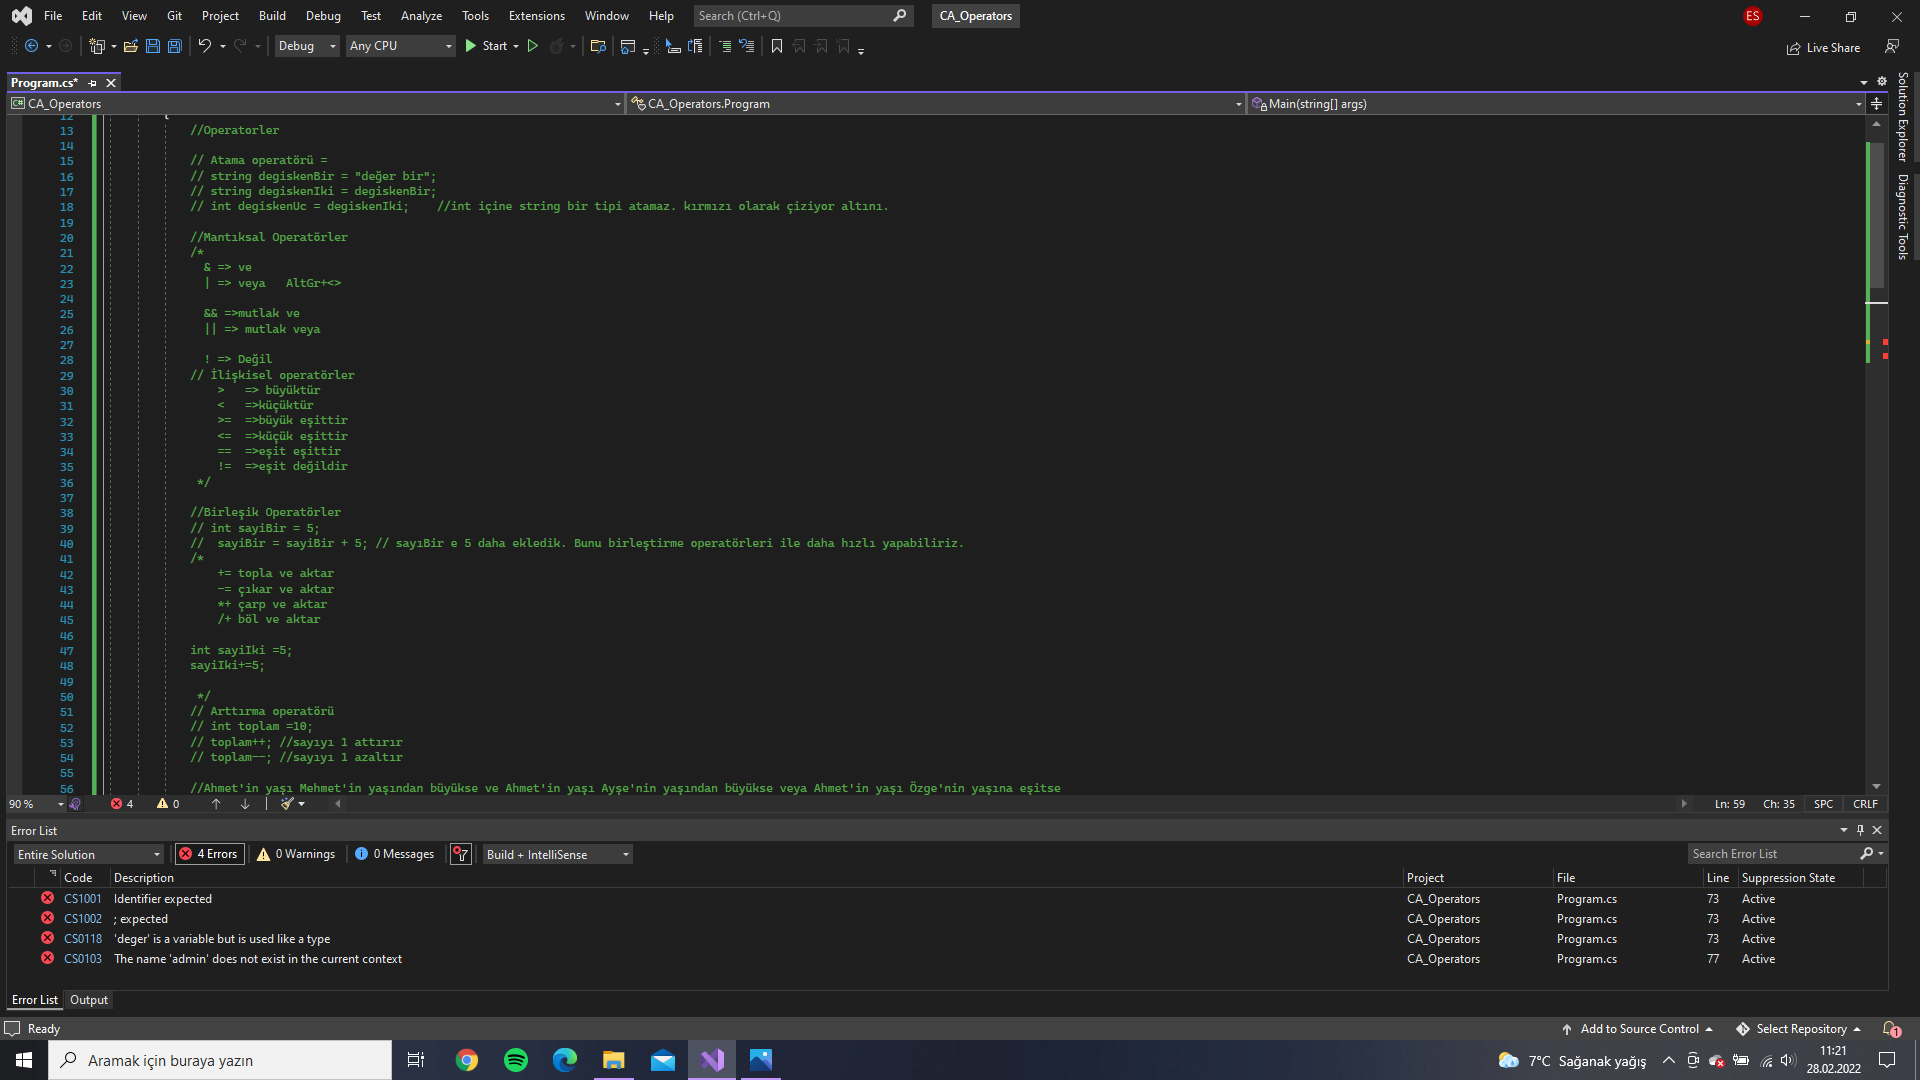 File Edit View Git Project Build Debug Test Analyze Tools Extensions Window Help Search (Ctrl+Q) CA_Operators ES
Debug Any CPU Start Live Share
Program.cs*
C# CA_Operators CA_Operators.Program Main(string[] args)
12 {
13 //Operatorler
14
15 // Atama operatörü =
16 // string degiskenBir = "değer bir";
17 // string degiskenIki = degiskenBir;
18 // int degiskenUc = degiskenIki; //int içine string bir tipi atamaz. kırmızı olarak çiziyor altını.
19
20 //Mantıksal Operatörler
21 /*
22 & => ve
23 | => veya AltGr+<>
24
25 && =>mutlak ve
26 || => mutlak veya
27
28 ! => Değil
29 // İlişkisel operatörler
30 > => büyüktür
31 < =>küçüktür
32 >= =>büyük eşittir
33 <= =>küçük eşittir
34 == =>eşit eşittir
35 != =>eşit değildir
36 */
37
38 //Birleşik Operatörler
39 // int sayiBir = 5;
40 // sayiBir = sayiBir + 5; // sayıBir e 5 daha ekledik. Bunu birleştirme operatörleri ile daha hızlı yapabiliriz.
41 /*
42 += topla ve aktar
43 -= çıkar ve aktar
44 *+ çarp ve aktar
45 /+ böl ve aktar
46
47 int sayiIki =5;
48 sayiIki+=5;
49
50 */
51 // Arttırma operatörü
52 // int toplam =10;
53 // toplam++; //sayıyı 1 attırır
54 // toplam--; //sayıyı 1 azaltır
55
56 //Ahmet'in yaşı Mehmet'in yaşından büyükse ve Ahmet'in yaşı Ayşe'nin yaşından büyükse veya Ahmet'in yaşı Özge'nin yaşına eşitse
90 % 4 0 Ln: 59 Ch: 35 SPC CRLF
Solution Explorer
Diagnostic Tools
Error List
Entire Solution 4 Errors 0 Warnings 0 Messages Build + IntelliSense Search Error List
Code Description Project File Line Suppression State
CS1001 Identifier expected CA_Operators Program.cs 73 Active
CS1002 ; expected CA_Operators Program.cs 73 Active
CS0118 'deger' is a variable but is used like a type CA_Operators Program.cs 73 Active
CS0103 The name 'admin' does not exist in the current context CA_Operators Program.cs 77 Active
Error List Output
Ready Add to Source Control Select Repository 1
Aramak için buraya yazın 7°C Sağanak yağış 11:21
28.02.2022